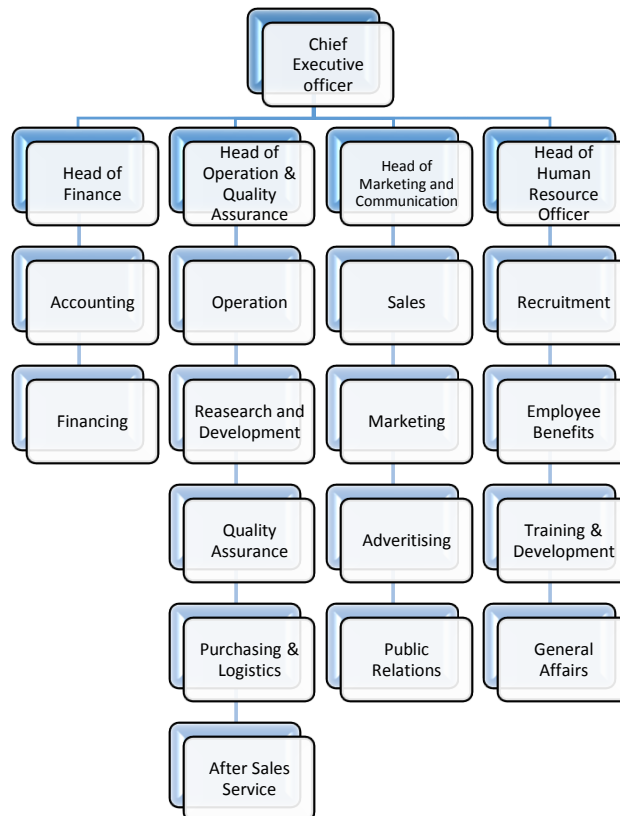 Chief
Executive
officer
Head of
Finance
Head of
Operation &
Quality
Assurance
Head of
Marketing and
Communication
Head of
Human
Resource
Officer
Accounting
Operation
Sales
Recruitment
Financing
Reasearch and
Development
Marketing
Employee
Benefits
Quality
Assurance
Adveritising
Training &
Development
Purchasing &
Logistics
Public
Relations
General
Affairs
After Sales
Service